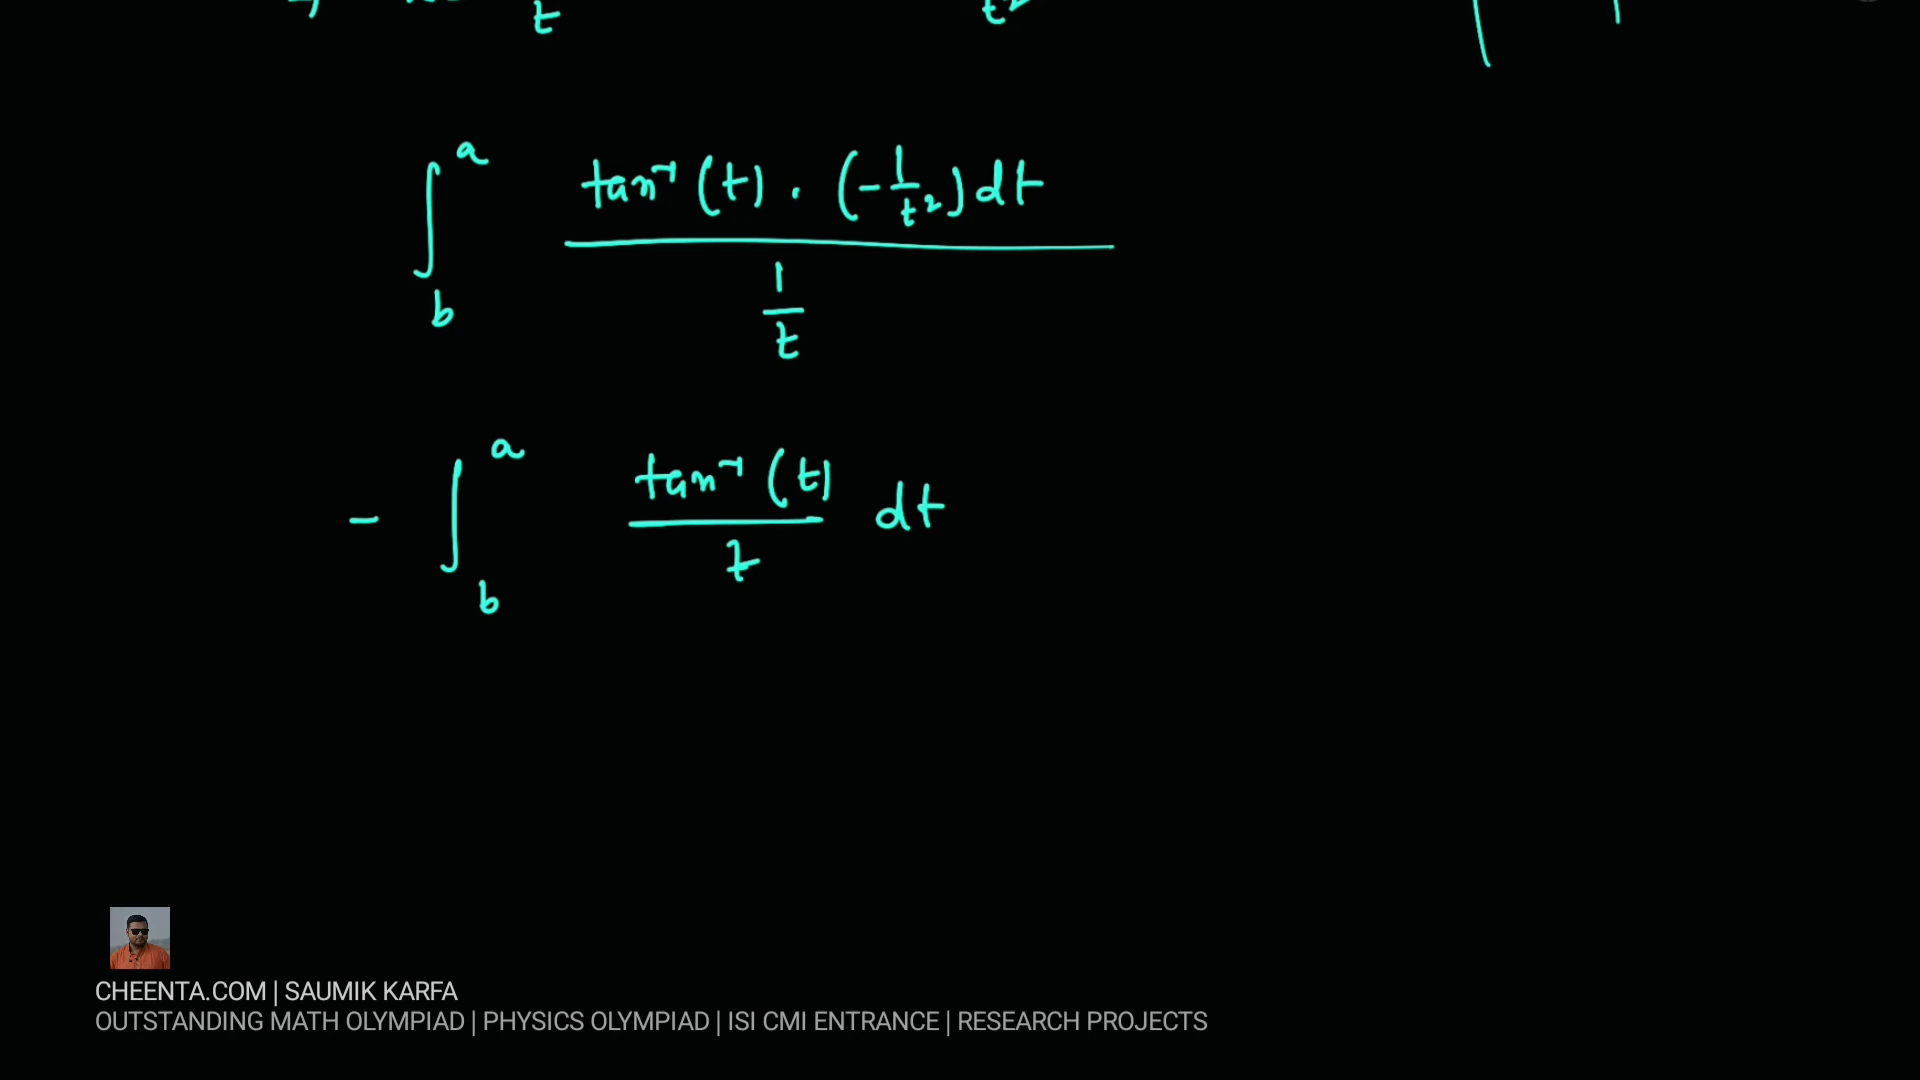 t t²
∫_b^a (tan⁻¹(t) · (-1/t²) dt) / (1/t)
- ∫_b^a tan⁻¹(t)/t dt
CHEENTA.COM | SAUMIK KARFA
OUTSTANDING MATH OLYMPIAD | PHYSICS OLYMPIAD | ISI CMI ENTRANCE | RESEARCH PROJECTS